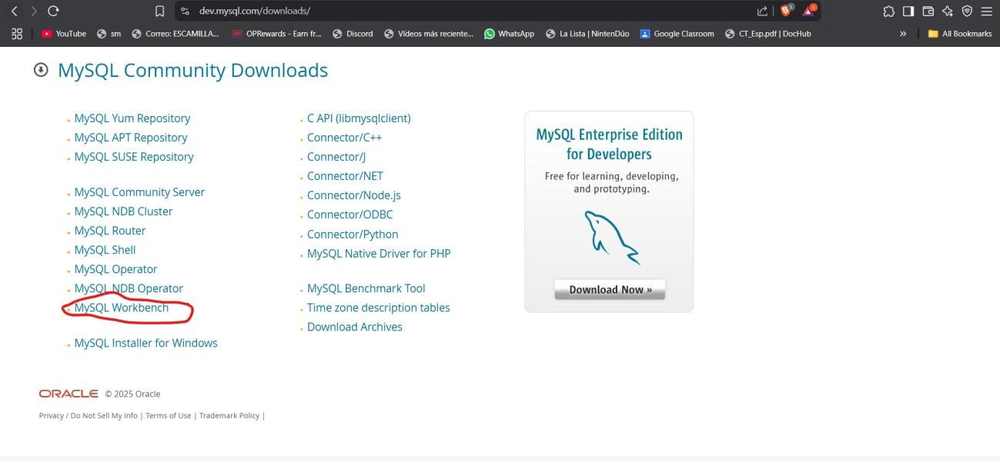 dev.mysql.com/downloads/
5
1
YouTube
sm
Correo: ESCAMILLA...
OPRewards - Earn fr...
Discord
Vídeos más reciente...
WhatsApp
La Lista | NintenDúo
Google Clasroom
CT_Esp.pdf | DocHub
»
All Bookmarks
MySQL Community Downloads
MySQL Yum Repository
MySQL APT Repository
MySQL SUSE Repository
MySQL Community Server
MySQL NDB Cluster
MySQL Router
MySQL Shell
MySQL Operator
MySQL NDB Operator
MySQL Workbench
MySQL Installer for Windows
C API (libmysqlclient)
Connector/C++
Connector/J
Connector/NET
Connector/Node.js
Connector/ODBC
Connector/Python
MySQL Native Driver for PHP
MySQL Benchmark Tool
Time zone description tables
Download Archives
MySQL Enterprise Edition
for Developers
Free for learning, developing,
and prototyping.
Download Now »
ORACLE © 2025 Oracle
Privacy / Do Not Sell My Info | Terms of Use | Trademark Policy |